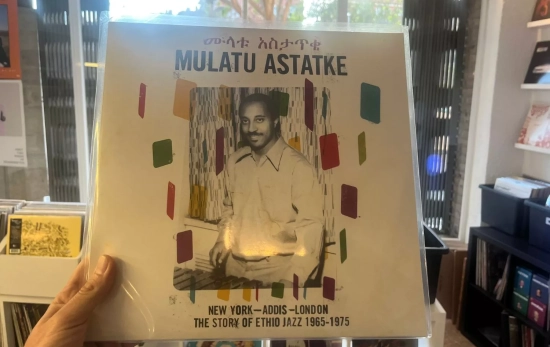 ሙላቱ አስታጥቄ
MULATU ASTATKE
NEW YORK—ADDIS—LONDON
THE STORY OF ETHIO JAZZ 1965-1975